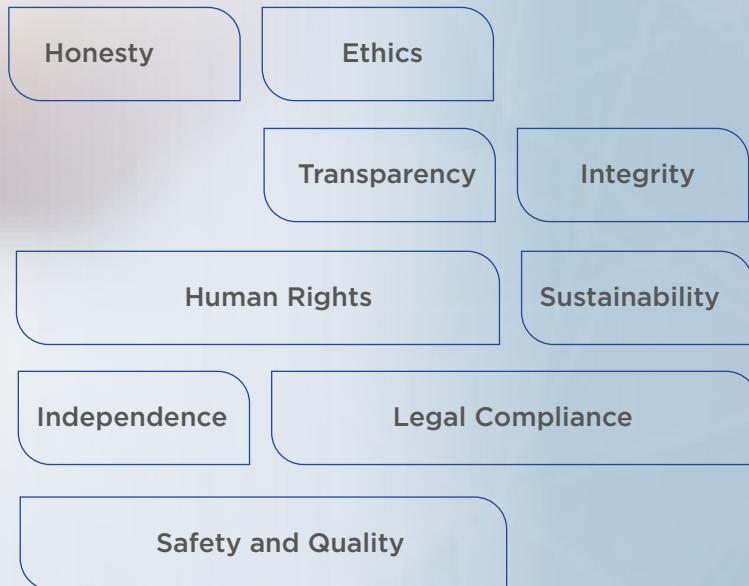 Honesty
Ethics
Transparency
Integrity
Human Rights
Sustainability
Independence
Legal Compliance
Safety and Quality